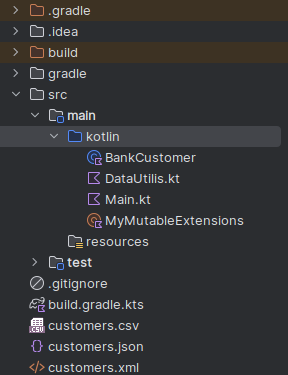 .gradle
.idea
build
gradle
src
main
kotlin
BankCustomer
DataUtilis.kt
Main.kt
MyMutableExtensions
resources
test
.gitignore
build.gradle.kts
customers.csv
customers.json
customers.xml